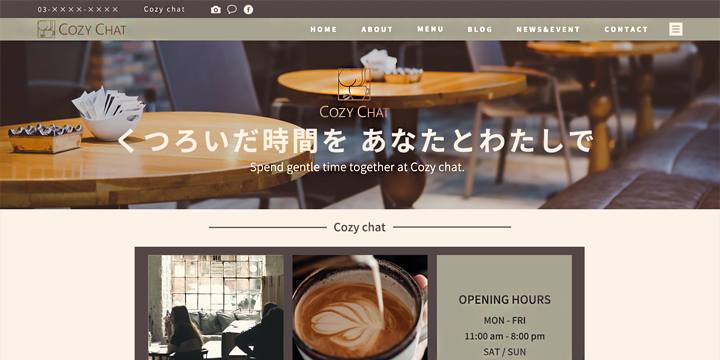 03-××××-×××× Cozy chat
COZY CHAT HOME ABOUT MENU BLOG NEWS&EVENT CONTACT
COZY CHAT
くつろいだ時間を あなたとわたしで
Spend gentle time together at Cozy chat.
Cozy chat
OPENING HOURS
MON - FRI
11:00 am - 8:00 pm
SAT / SUN